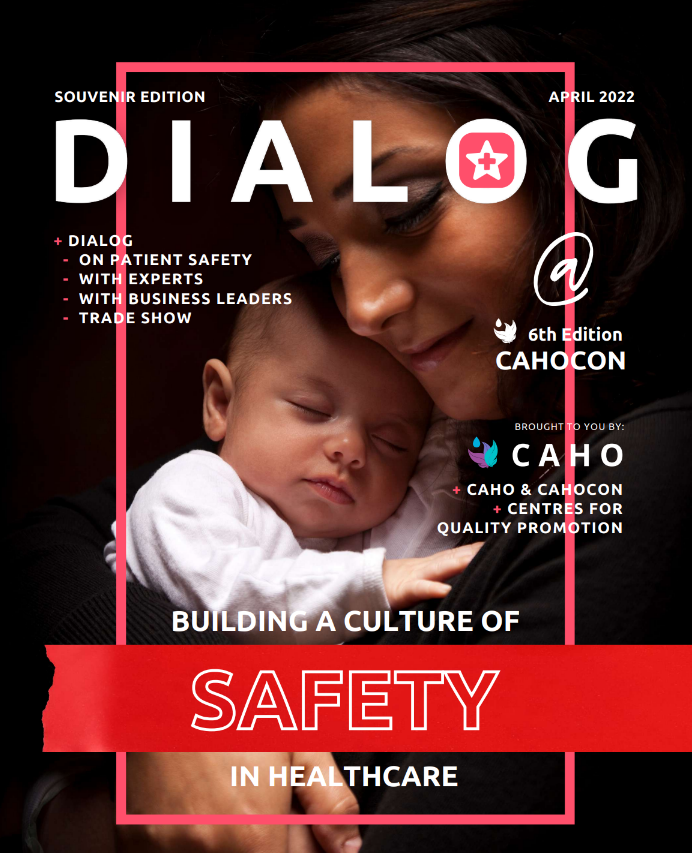 SOUVENIR EDITION
APRIL 2022
DIALOG
+ DIALOG
- ON PATIENT SAFETY
- WITH EXPERTS
- WITH BUSINESS LEADERS
- TRADE SHOW
@
6th Edition
CAHOCON
BROUGHT TO YOU BY:
CAHO
+ CAHO & CAHOCON
+ CENTRES FOR
QUALITY PROMOTION
BUILDING A CULTURE OF
SAFETY
IN HEALTHCARE